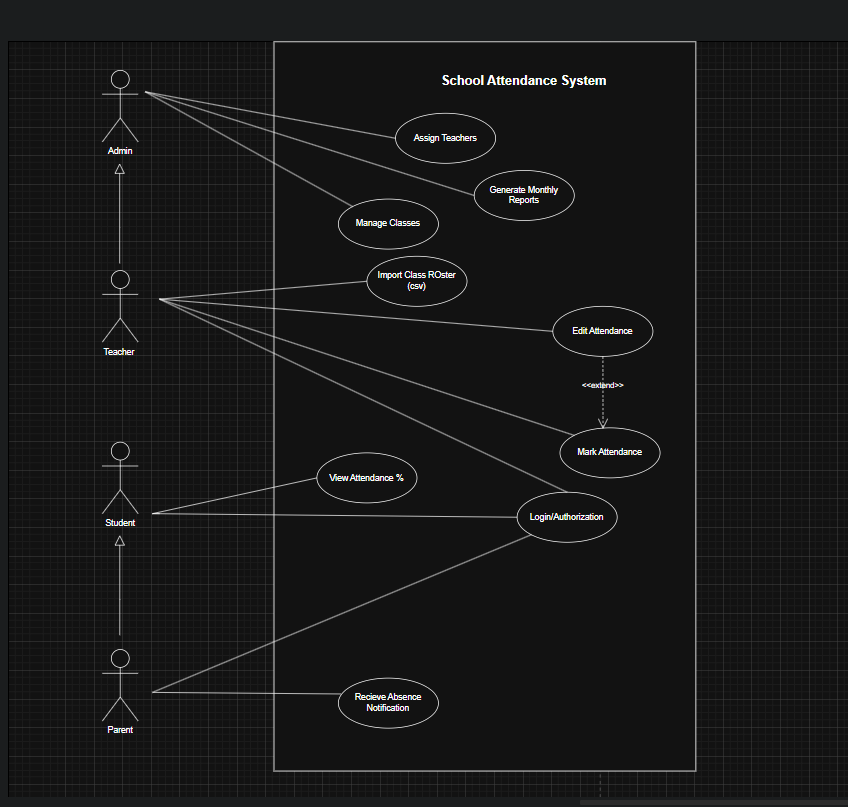 School Attendance System
Admin
Assign Teachers
Generate Monthly
Reports
Manage Classes
Import Class ROster
(csv)
Teacher
Edit Attendance
<<extend>>
Mark Attendance
View Attendance %
Student
Login/Authorization
Parent
Recieve Absence
Notification